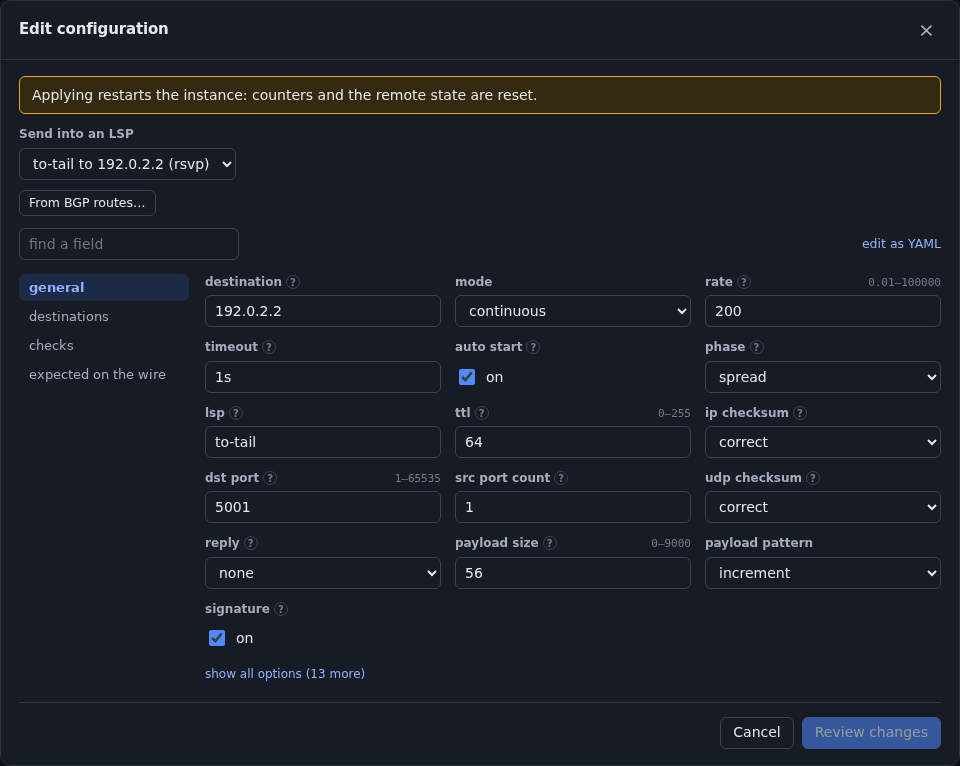 Edit configuration
✕
Applying restarts the instance: counters and the remote state are reset.
Send into an LSP
to-tail to 192.0.2.2 (rsvp)
From BGP routes...
find a field
edit as YAML
general
destinations
checks
expected on the wire
destination ?
mode
rate ? 0.01–100000
192.0.2.2
continuous
200
timeout ?
auto start ?
phase ?
1s
on
spread
lsp ?
ttl ? 0–255
ip checksum ?
to-tail
64
correct
dst port ? 1–65535
src port count ?
udp checksum ?
5001
1
correct
reply ?
payload size ? 0–9000
payload pattern
none
56
increment
signature ?
on
show all options (13 more)
Cancel
Review changes